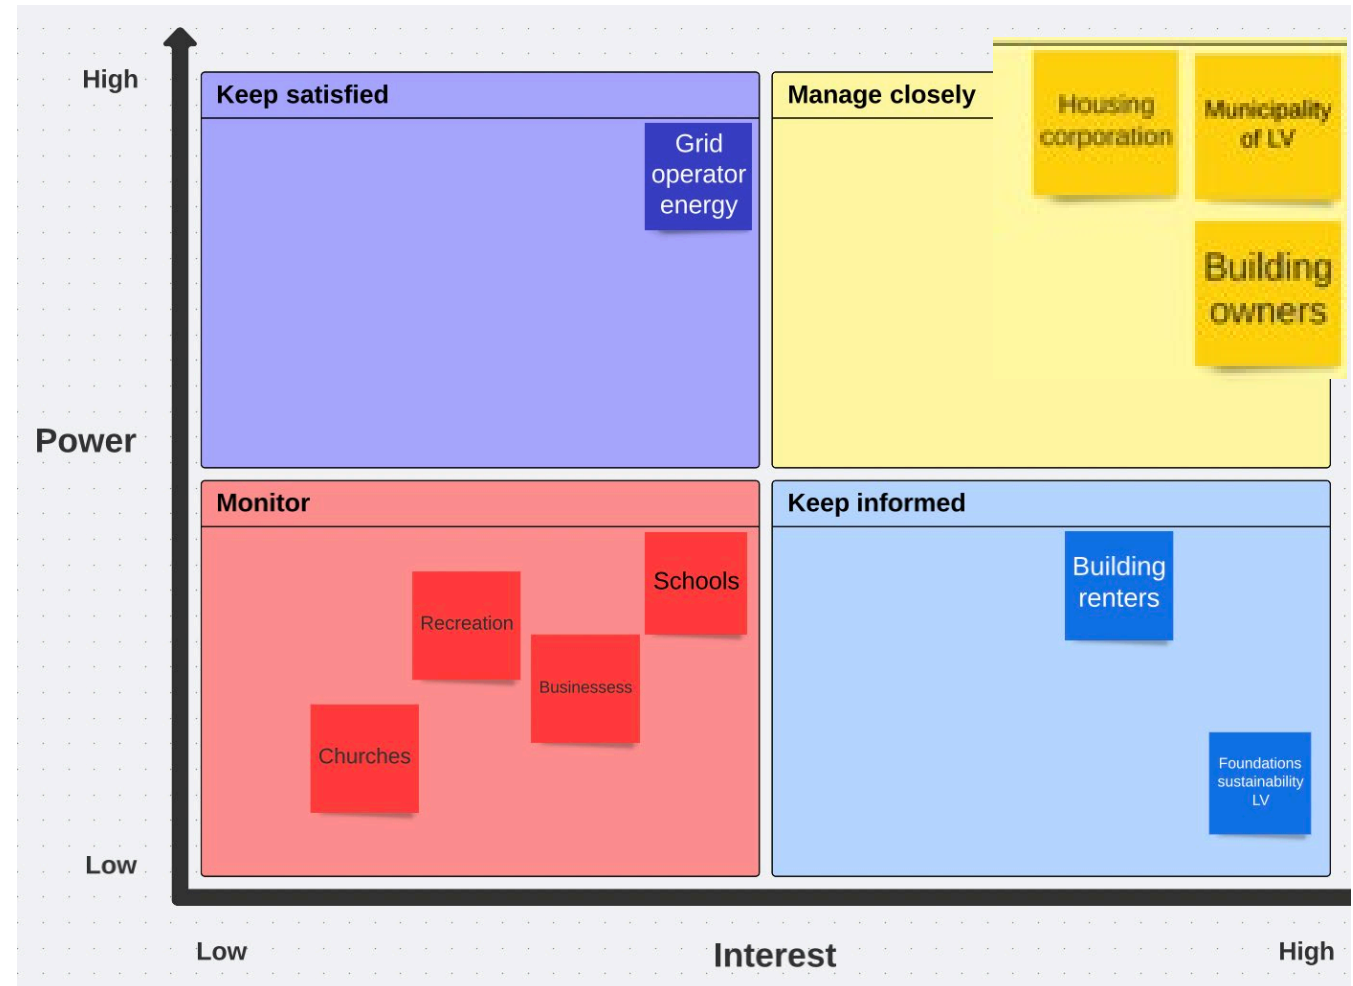 High
Keep satisfied
Grid
operator
energy
Manage closely
Housing
corporation
Municipality
of LV
Building
owners
Power
Monitor
Schools
Recreation
Businessess
Churches
Keep informed
Building
renters
Foundations
sustainability
LV
Low
Low
Interest
High